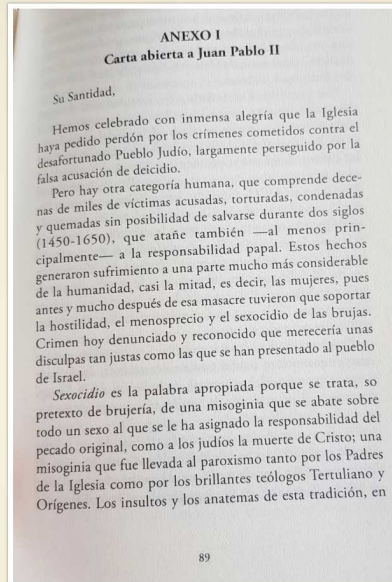 ANEXO I
Carta abierta a Juan Pablo II
Su Santidad,
Hemos celebrado con inmensa alegría que la Iglesia
haya pedido perdón por los crímenes cometidos contra el
desafortunado Pueblo Judío, largamente perseguido por la
falsa acusación de deicidio.
Pero hay otra categoría humana, que comprende dece-
nas de miles de víctimas acusadas, torturadas, condenadas
y quemadas sin posibilidad de salvarse durante dos siglos
(1450-1650), que atañe también —al menos prin-
cipalmente— a la responsabilidad papal. Estos hechos
generaron sufrimiento a una parte mucho más considerable
de la humanidad, casi la mitad, es decir, las mujeres, pues
antes y mucho después de esa masacre tuvieron que soportar
la hostilidad, el menosprecio y el sexocidio de las brujas.
Crimen hoy denunciado y reconocido que merecería unas
disculpas tan justas como las que se han presentado al pueblo
de Israel.
Sexocidio es la palabra apropiada porque se trata, so
pretexto de brujería, de una misoginia que se abate sobre
todo un sexo al que se le ha asignado la responsabilidad del
pecado original, como a los judíos la muerte de Cristo; una
misoginia que fue llevada al paroxismo tanto por los Padres
de la Iglesia como por los brillantes teólogos Tertuliano y
Orígenes. Los insultos y los anatemas de esta tradición, en
89